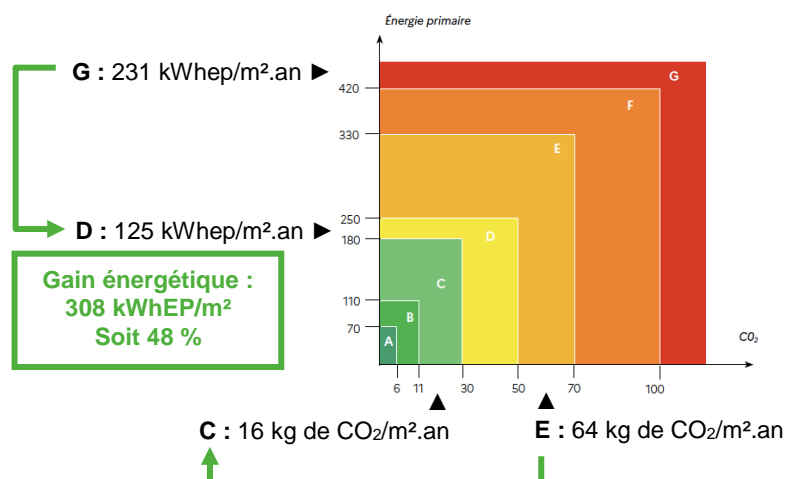 Énergie primaire
G : 231 kWhep/m².an ►
G
420
F
330
E
D : 125 kWhep/m².an ►
250
D
180
Gain énergétique :
308 kWhEP/m²
Soit 48 %
C
110
B
70
A
CO₂
6 11 30 50 70 100
C : 16 kg de CO₂/m².an
E : 64 kg de CO₂/m².an